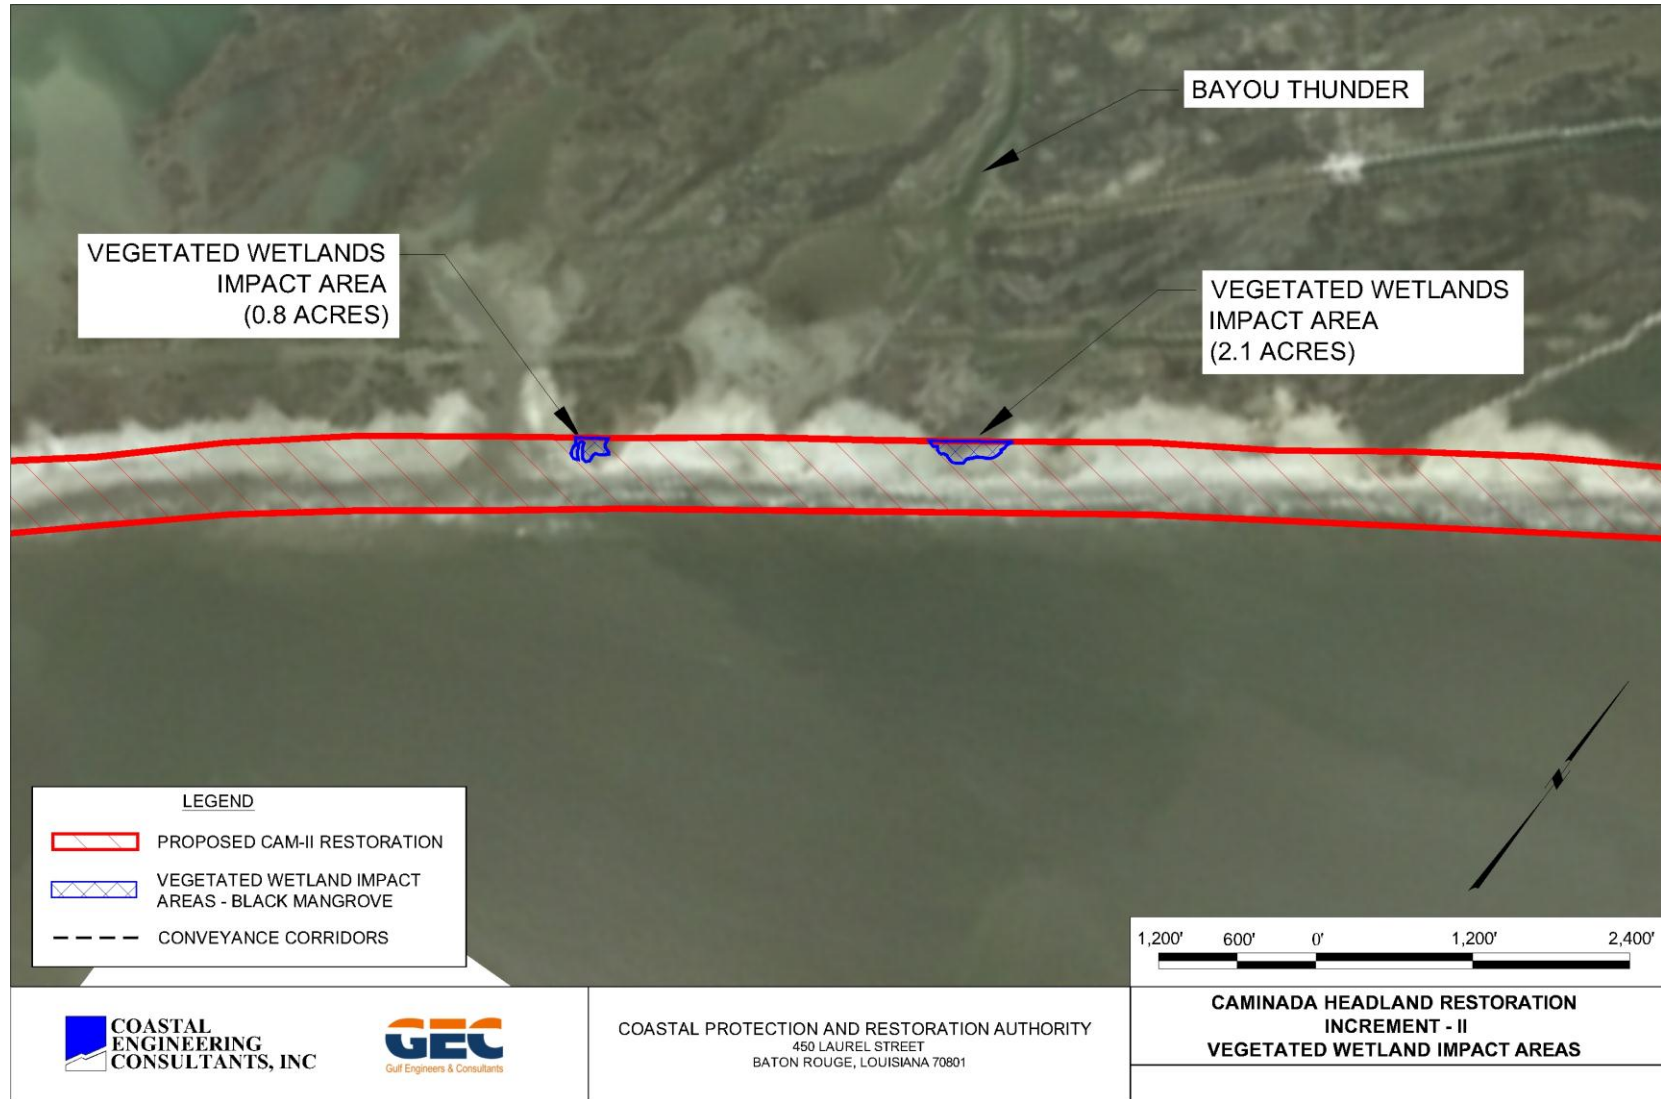 BAYOU THUNDER
VEGETATED WETLANDS
IMPACT AREA
(0.8 ACRES)
VEGETATED WETLANDS
IMPACT AREA
(2.1 ACRES)
LEGEND
PROPOSED CAM-II RESTORATION
VEGETATED WETLAND IMPACT
AREAS - BLACK MANGROVE
CONVEYANCE CORRIDORS
1,200' 600' 0' 1,200' 2,400'
COASTAL
ENGINEERING
CONSULTANTS, INC
GEC
Gulf Engineers & Consultants
COASTAL PROTECTION AND RESTORATION AUTHORITY
450 LAUREL STREET
BATON ROUGE, LOUISIANA 70801
CAMINADA HEADLAND RESTORATION
INCREMENT - II
VEGETATED WETLAND IMPACT AREAS